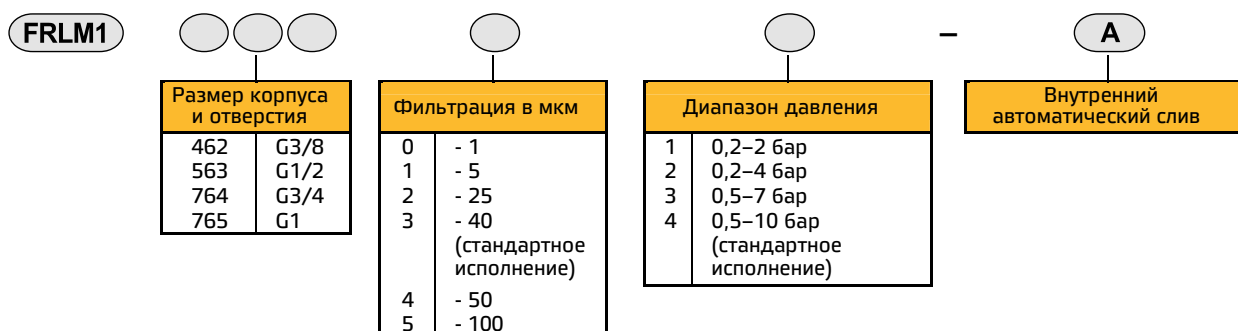 FRLM1 – A
Размер корпуса
и отверстия
462 G3/8
563 G1/2
764 G3/4
765 G1
Фильтрация в мкм
0 - 1
1 - 5
2 - 25
3 - 40
(стандартное
исполнение)
4 - 50
5 - 100
Диапазон давления
1 0,2–2 бар
2 0,2–4 бар
3 0,5–7 бар
4 0,5–10 бар
(стандартное
исполнение)
Внутренний
автоматический слив